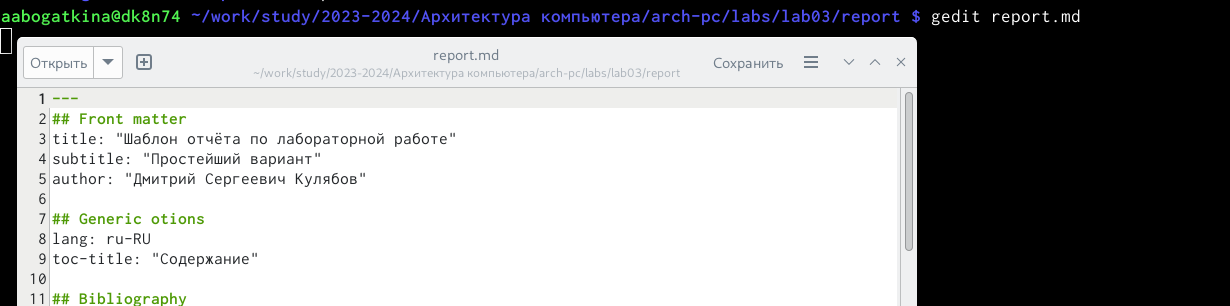 aabogatkina@dk8n74 ~/work/study/2023-2024/Архитектура компьютера/arch-pc/labs/lab03/report $ gedit report.md
Открыть
report.md
~/work/study/2023-2024/Архитектура компьютера/arch-pc/labs/lab03/report
Сохранить
1 ---
2 ## Front matter
3 title: "Шаблон отчёта по лабораторной работе"
4 subtitle: "Простейший вариант"
5 author: "Дмитрий Сергеевич Кулябов"
6
7 ## Generic otions
8 lang: ru-RU
9 toc-title: "Содержание"
10
11 ## Bibliography